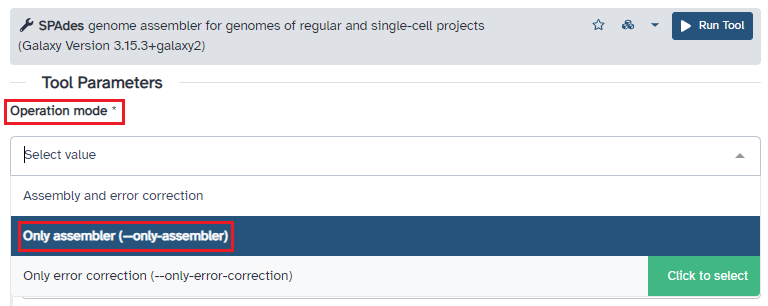 SPAdes genome assembler for genomes of regular and single-cell projects
(Galaxy Version 3.15.3+galaxy2)
Run Tool
Tool Parameters
Operation mode *
Select value
Assembly and error correction
Only assembler (--only-assembler)
Only error correction (--only-error-correction)
Click to select